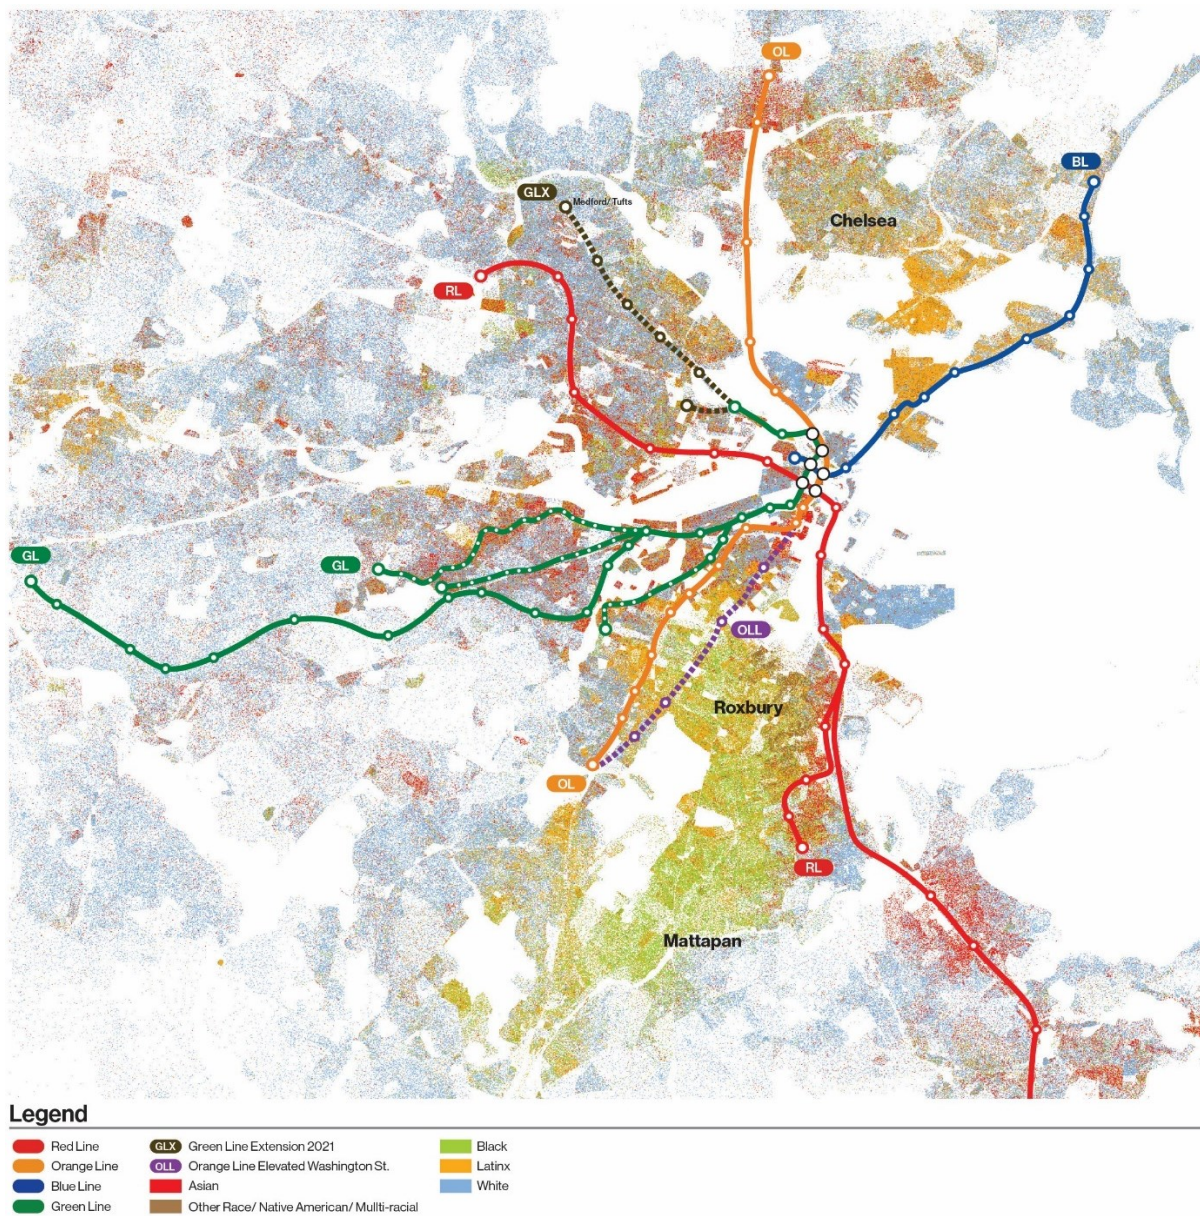 OL
BL
GLX
Medford/Tufts
Chelsea
RL
GL
GL
OLL
Roxbury
OL
RL
Mattapan
Legend
Red Line
Orange Line
Blue Line
Green Line
GLX Green Line Extension 2021
OLL Orange Line Elevated Washington St.
Asian
Other Race/ Native American/ Mullti-racial
Black
Latinx
White